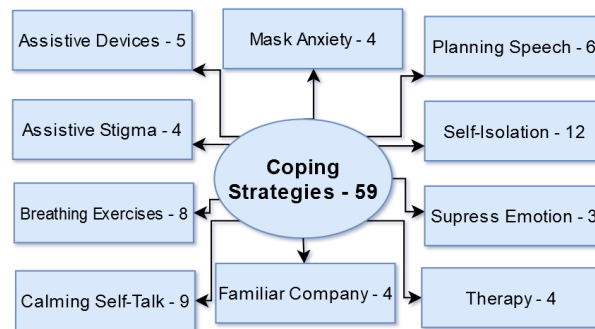 Assistive Devices - 5
Mask Anxiety - 4
Planning Speech - 6
Assistive Stigma - 4
Coping
Strategies - 59
Self-Isolation - 12
Breathing Exercises - 8
Supress Emotion - 3
Calming Self-Talk - 9
Familiar Company - 4
Therapy - 4